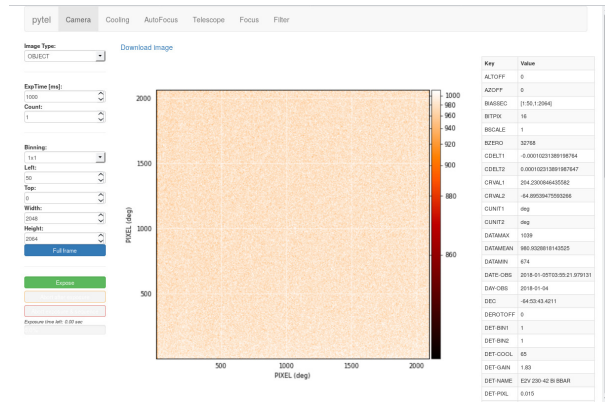 pytel Camera Cooling AutoFocus Telescope Focus Filter
Image Type:
OBJECT
ExpTime [ms]:
1000
Count:
1
Binning:
1x1
Left:
50
Top:
0
Width:
2048
Height:
2064
Full frame
Expose
Exposure time left: 0.00 sec
Download image
2000
1500
1000
500
PIXEL (deg)
500 1000 1500 2000
PIXEL (deg)
1000
980
960
940
920
900
880
860
Key Value
ALTOFF 0
AZOFF 0
BIASSEC [1:50,1:2064]
BITPIX 16
BSCALE 1
BZERO 32768
CDELT1 -0.00010231389198764
CDELT2 0.000102313891987647
CRVAL1 204.2300846435582
CRVAL2 -64.89539475593266
CUNIT1 deg
CUNIT2 deg
DATAMAX 1039
DATAMEAN 980.9326818143525
DATAMIN 674
DATE-OBS 2018-01-05T03:55:21.979131
DAY-OBS 2018-01-04
DEC -64:53:43.4211
DEROTOFF 0
DET-BIN1 1
DET-BIN2 1
DET-COOL 65
DET-GAIN 1.83
DET-NAME E2V 230-42 BI BBAR
DET-PIXL 0.015